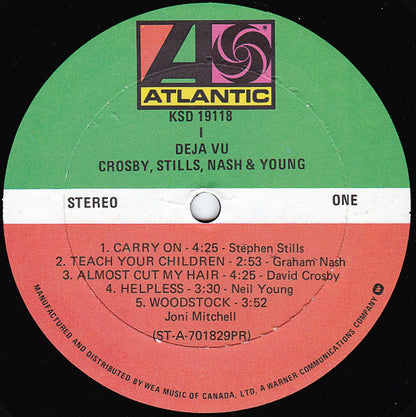 ATLANTIC
KSD 19118
I
DEJA VU
CROSBY, STILLS, NASH & YOUNG
STEREO ONE
1. CARRY ON - 4:25 - Stephen Stills
2. TEACH YOUR CHILDREN - 2:53 - Graham Nash
3. ALMOST CUT MY HAIR - 4:25 - David Crosby
4. HELPLESS - 3:30 - Neil Young
5. WOODSTOCK - 3:52
Joni Mitchell
(ST-A-701829PR)
MANUFACTURED AND DISTRIBUTED BY WEA MUSIC OF CANADA, LTD. A WARNER COMMUNICATIONS COMPANY